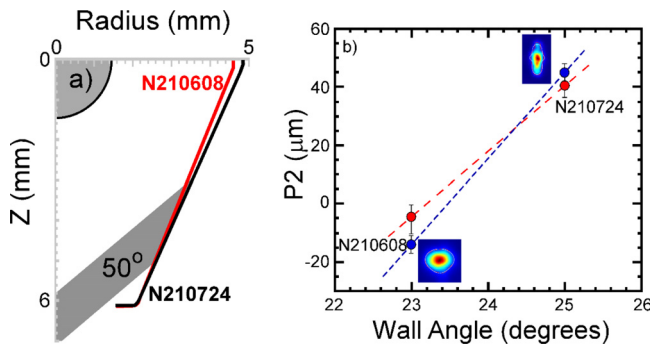 Radius (mm)
0
5
0
a)
N210608
Z (mm)
50°
N210724
6
b)
60
40
20
0
-20
P2 (μm)
N210724
N210608
22
23
24
25
26
Wall Angle (degrees)